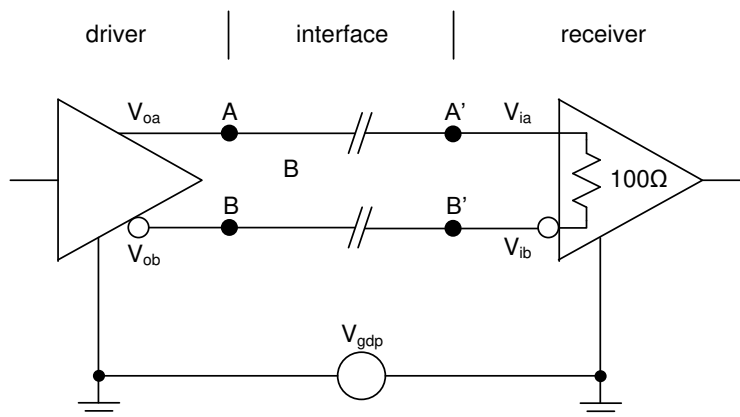 driver interface receiver
Voa A A' Via
B 100Ω
B B'
Vob Vib
Vgdp